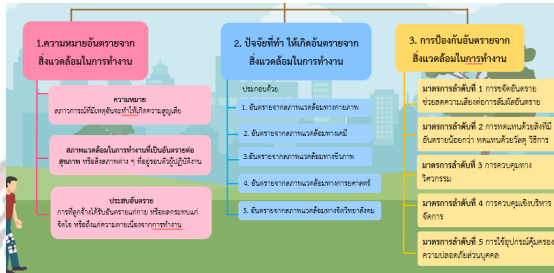 1.ความหมายอันตรายจาก
สิ่งแวดล้อมในการทำงาน
ความหมาย
สภาวการณ์ที่มีเหตุอันจะทำให้เกิดความสูญเสีย
สภาพแวดล้อมในการทำงานที่เป็นอันตรายต่อ
สุขภาพ หรือสิ่งสภาพต่าง ๆ ที่อยู่รอบตัวผู้ปฏิบัติงาน
ประสบอันตราย
การที่ลูกจ้างได้รับอันตรายแก่กาย หรือผลกระทบแก่
จิตใจ หรือถึงแก่ความตายเนื่องจากการทำงาน
2. ปัจจัยที่ทำ ให้เกิดอันตรายจาก
สิ่งแวดล้อมในการทำงาน
ประกอบด้วย
1. อันตรายจากสภาพแวดล้อมทางกายภาพ
2. อันตรายจากสภาพแวดล้อมทางเคมี
3.อันตรายจากสภาพแวดล้อมทางชีวภาพ
4. อันตรายจากสภาพแวดล้อมทางการยศาสตร์
5. อันตรายจากสภาพแวดล้อมทางจิตวิทยาสังคม
3. การป้องกันอันตรายจาก
สิ่งแวดล้อมในการทำงาน
มาตรการลำดับที่ 1 การขจัดอันตราย
ช่วยลดความเสี่ยงต่อการสัมผัสอันตราย
มาตรการลำดับที่ 2 การทดแทนด้วยสิ่งที่มี
อันตรายน้อยกว่า ทดแทนด้วยวัสดุ วิธีการ
มาตรการลำดับที่ 3 การควบคุมทาง
วิศวกรรม
มาตรการลำดับที่ 4 การควบคุมเชิงบริหาร
จัดการ
มาตรการลำดับที่ 5 การใช้อุปกรณ์คุ้มครอง
ความปลอดภัยส่วนบุคคล